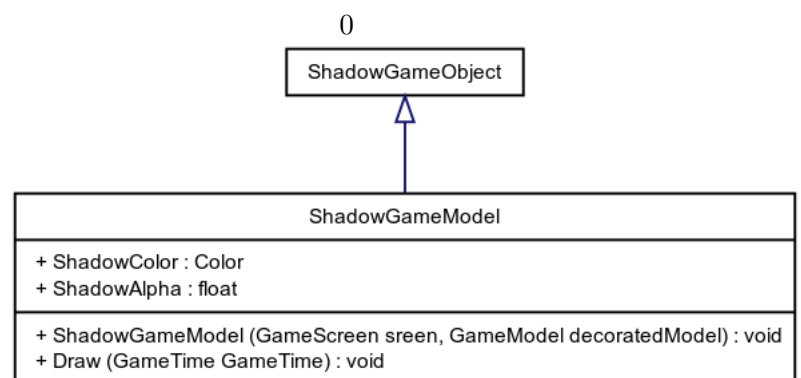 0
ShadowGameObject
ShadowGameModel
+ ShadowColor : Color
+ ShadowAlpha : float
+ ShadowGameModel (GameScreen sreen, GameModel decoratedModel) : void
+ Draw (GameTime GameTime) : void